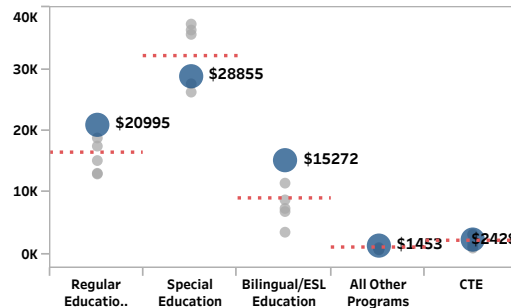 40K
30K
20K
10K
0K
$20995
$28855
$15272
$1453
$2428
Regular
Educatio..
Special
Education
Bilingual/ESL
Education
All Other
Programs
CTE